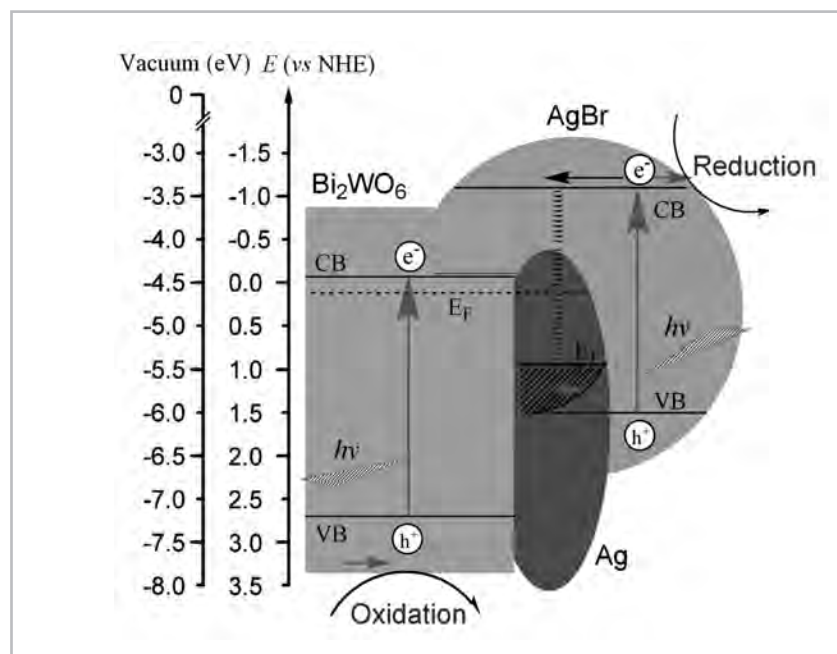 Vacuum (eV) E (vs NHE)
0
-3.0
-3.5
-4.0
-4.5
-5.0
-5.5
-6.0
-6.5
-7.0
-7.5
-8.0
-1.5
-1.0
-0.5
0.0
0.5
1.0
1.5
2.0
2.5
3.0
3.5
AgBr
Reduction
e⁻
CB
Bi₂WO₆
CB
e⁻
E_F
hν
VB
h⁺
hν
VB
h⁺
Ag
Oxidation